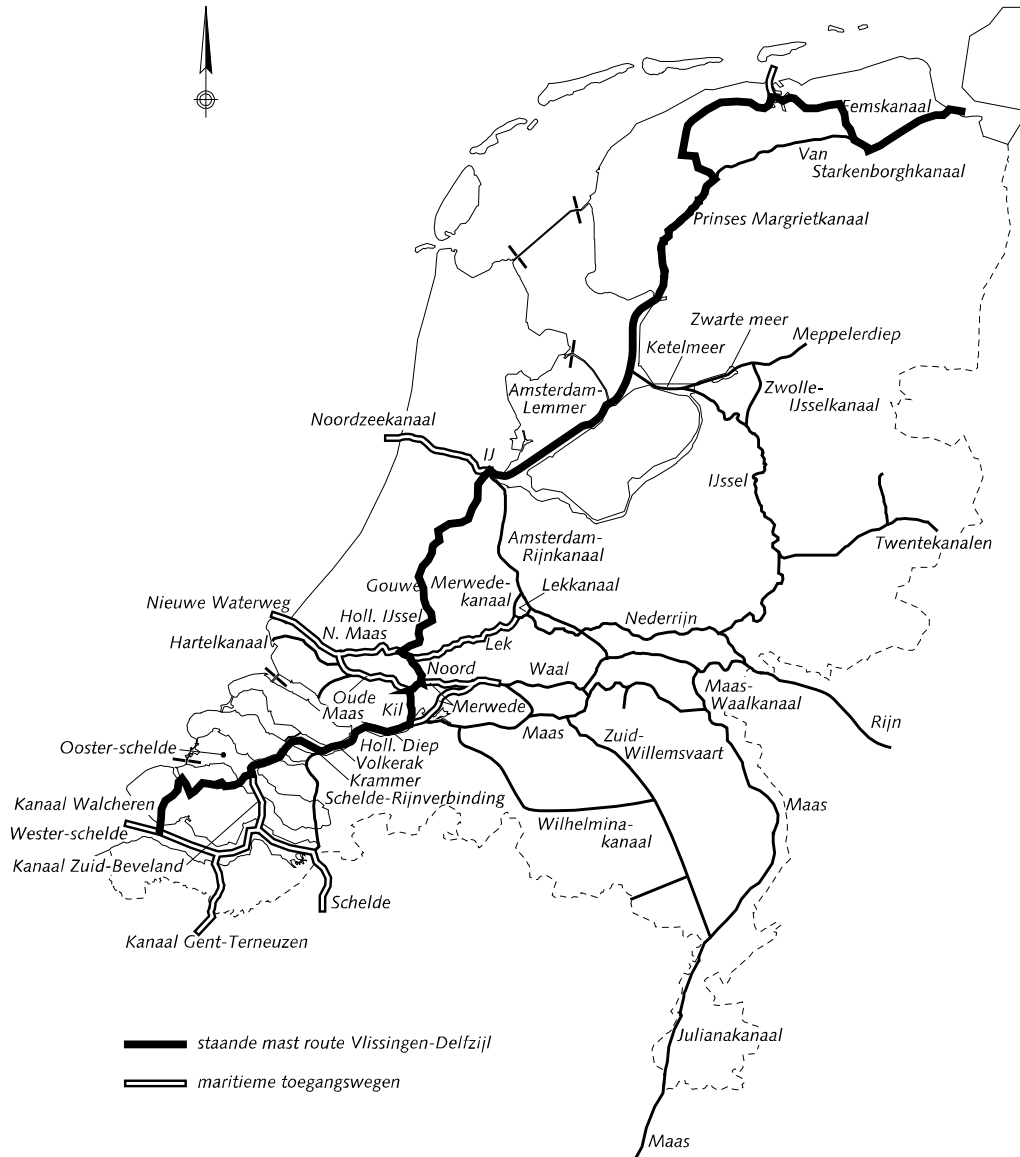 Eemskanaal
Van
Starkenborghkanaal
Prinses Margrietkanaal
Zwarte meer
Meppelerdiep
Ketelmeer
Amsterdam-
Lemmer
Zwolle-
IJsselkanaal
Noordzeekanaal
IJ
IJssel
Amsterdam-
Rijnkanaal
Twentekanalen
Gouwe
Merwede-
kanaal
Lekkanaal
Nieuwe Waterweg
Holl. IJssel
N. Maas
Hartelkanaal
Lek
Nederrijn
Noord
Waal
Oude
Maas
Kil
Merwede
Maas-
Waalkanaal
Rijn
Maas
Zuid-
Willemsvaart
Ooster-schelde
Holl. Diep
Volkerak
Krammer
Schelde-Rijnverbinding
Kanaal Walcheren
Wester-schelde
Kanaal Zuid-Beveland
Wilhelmina-
kanaal
Maas
Schelde
Kanaal Gent-Terneuzen
staande mast route Vlissingen-Delfzijl
maritieme toegangswegen
Julianakanaal
Maas